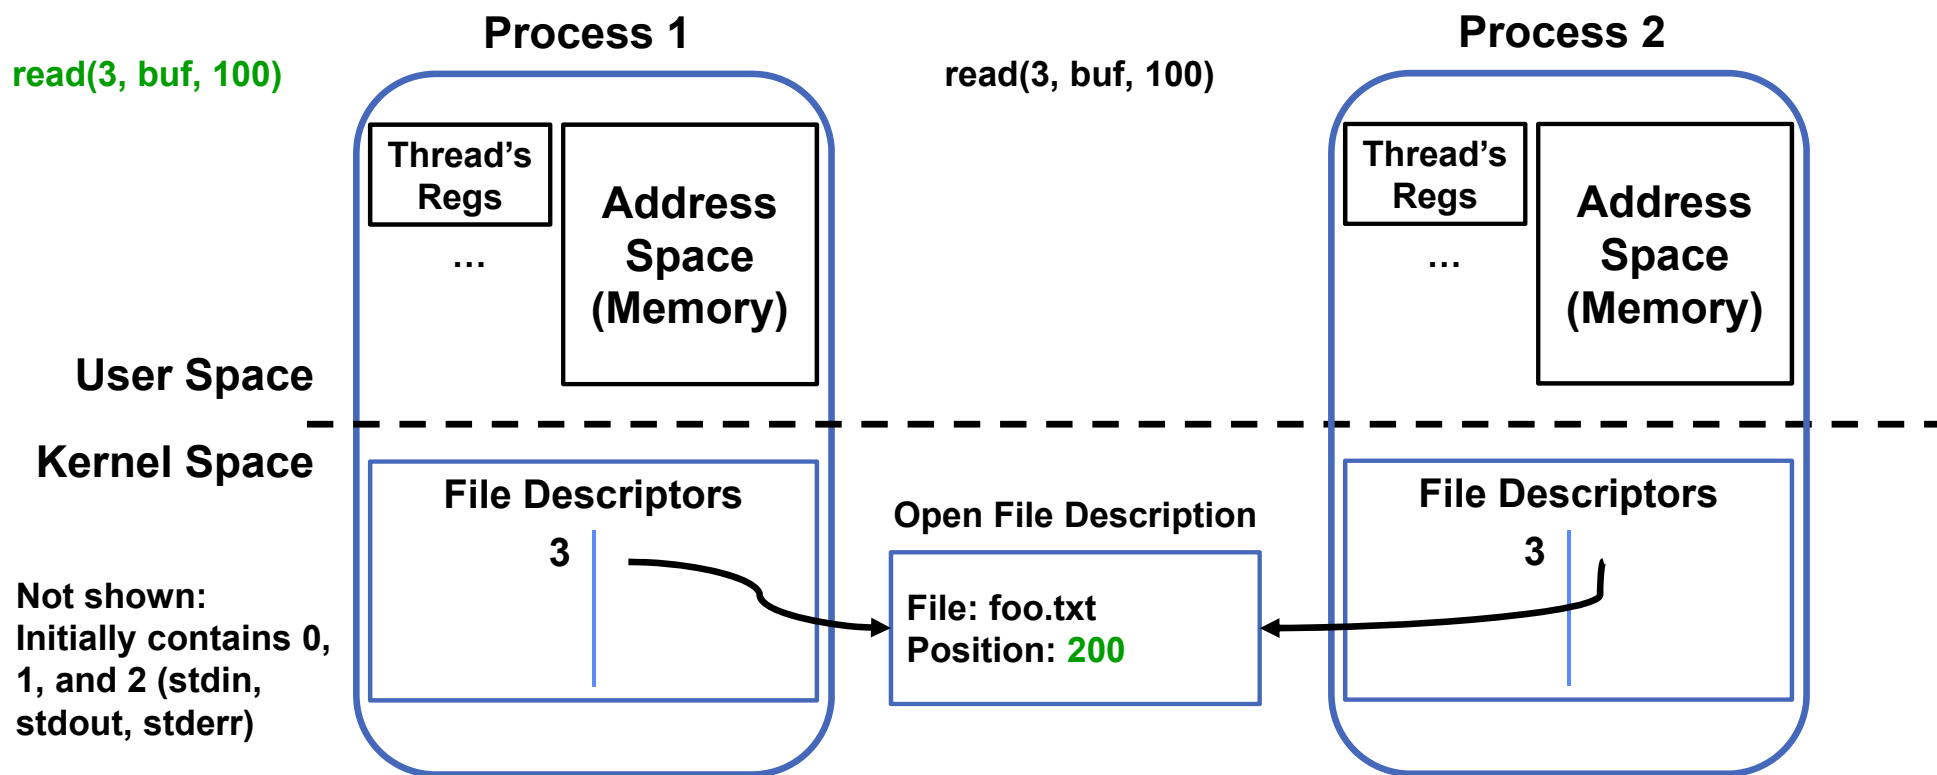 Process 1
Process 2
read(3, buf, 100)
read(3, buf, 100)
Thread's
Regs
...
Address
Space
(Memory)
Thread's
Regs
...
Address
Space
(Memory)
User Space
Kernel Space
File Descriptors
3
Open File Description
File: foo.txt
Position: 200
File Descriptors
3
Not shown:
Initially contains 0,
1, and 2 (stdin,
stdout, stderr)